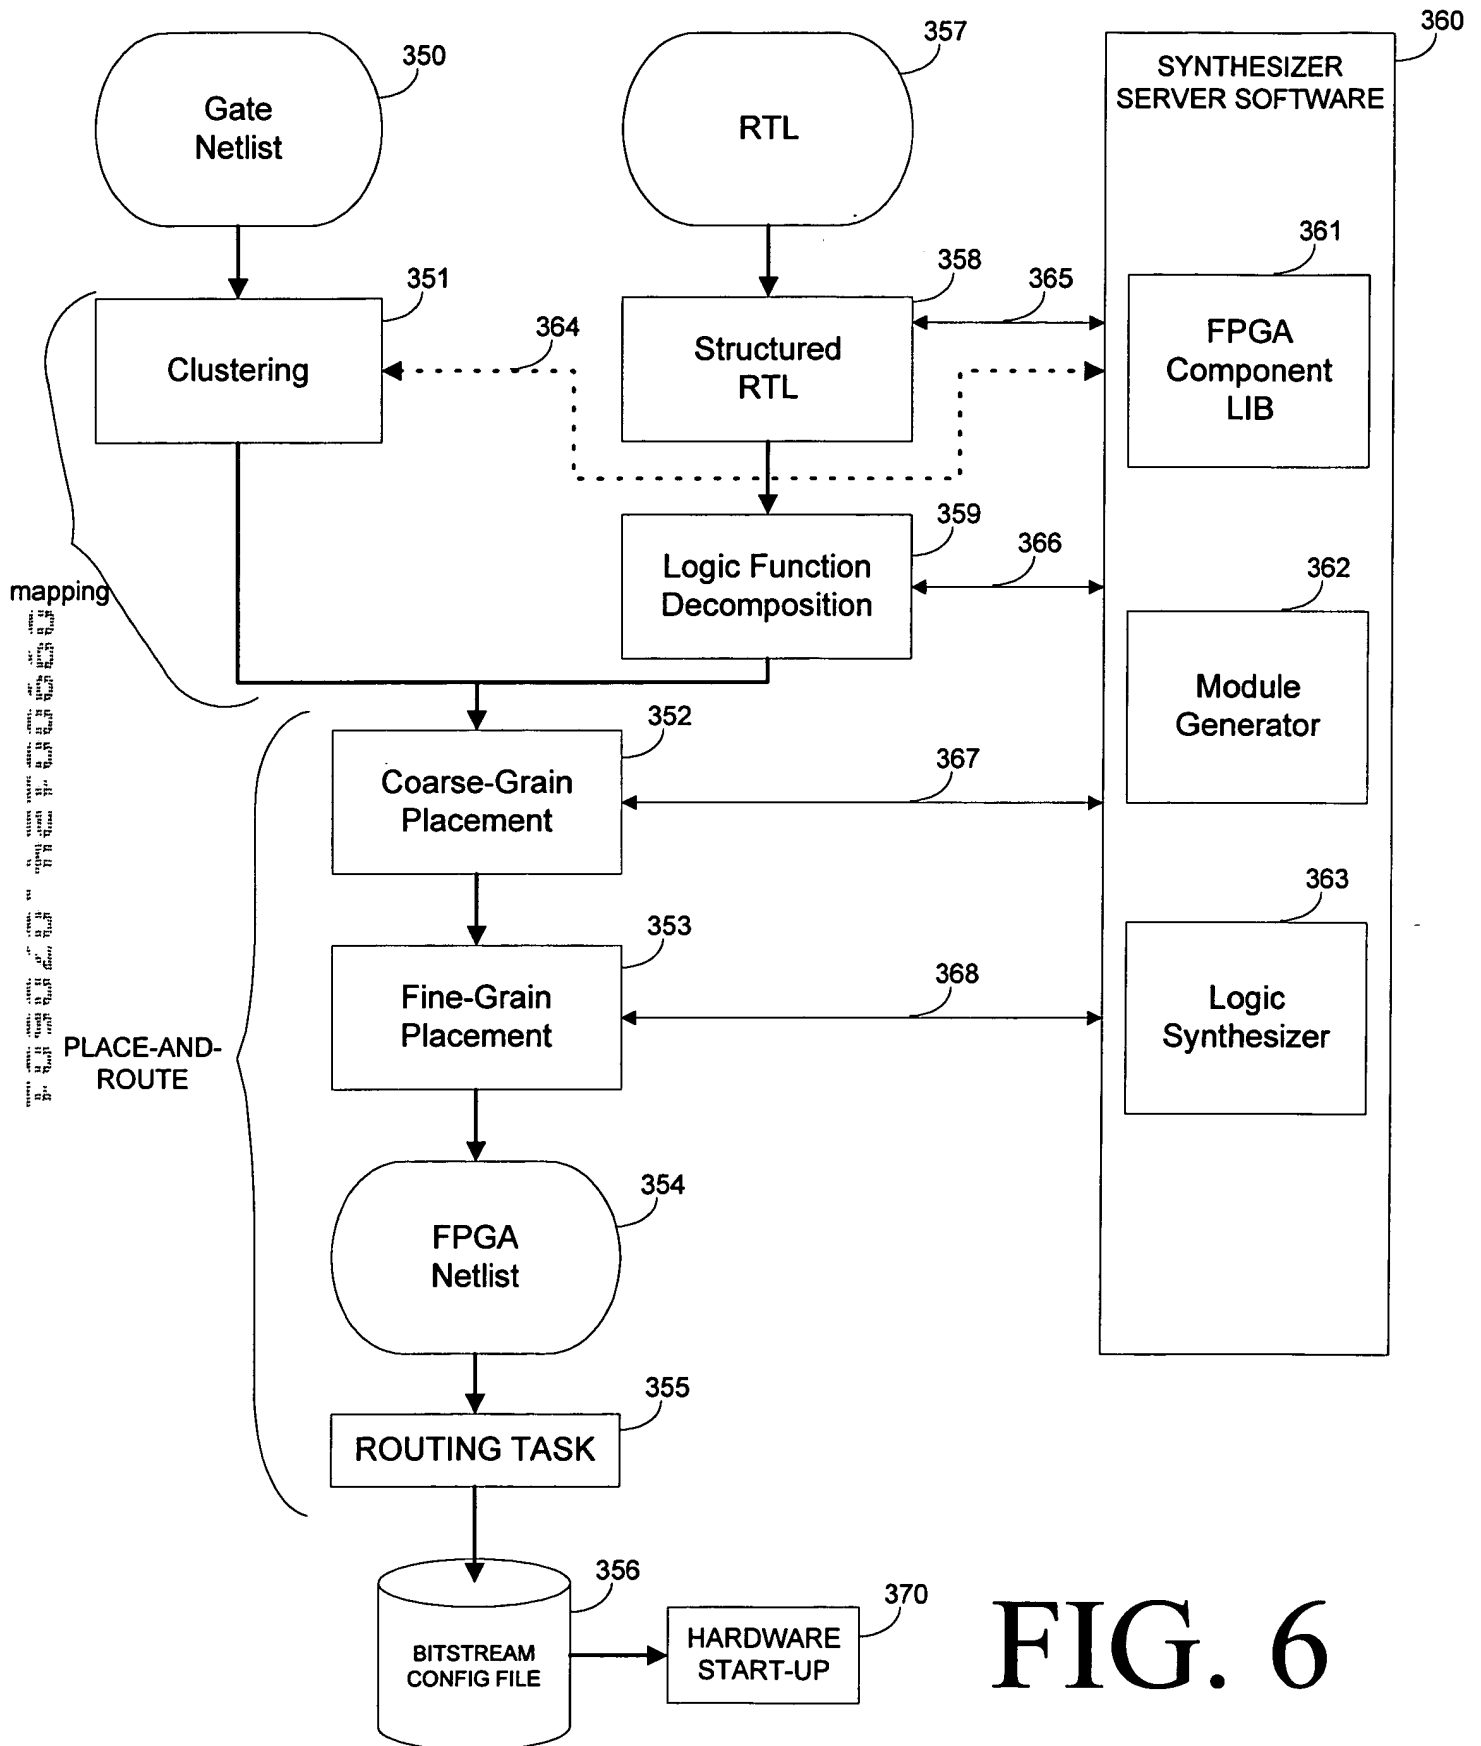 350
Gate
Netlist
357
RTL
360
SYNTHESIZER
SERVER SOFTWARE
351
Clustering
364
358
Structured
RTL
365
361
FPGA
Component
LIB
359
Logic Function
Decomposition
366
362
Module
Generator
mapping
352
Coarse-Grain
Placement
367
353
Fine-Grain
Placement
368
363
Logic
Synthesizer
PLACE-AND-
ROUTE
354
FPGA
Netlist
355
ROUTING TASK
356
BITSTREAM
CONFIG FILE
370
HARDWARE
START-UP
FIG. 6